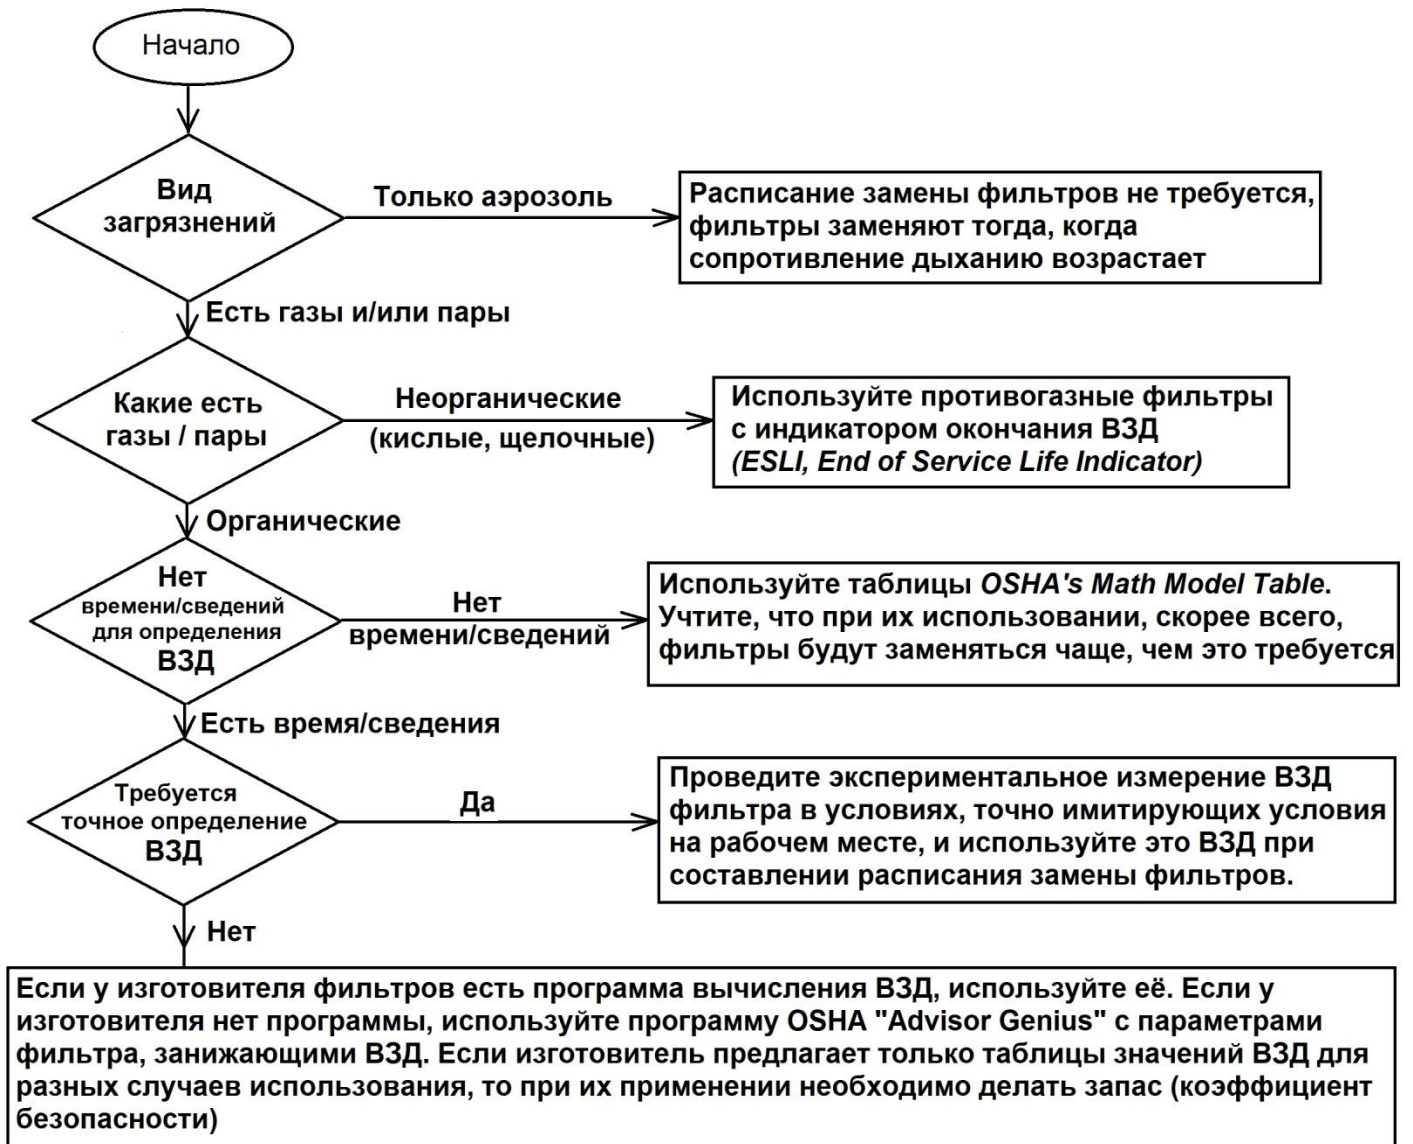 Начало
Вид
загрязнений
Только аэрозоль
Расписание замены фильтров не требуется,
фильтры заменяют тогда, когда
сопротивление дыханию возрастает
Есть газы и/или пары
Какие есть
газы / пары
Неорганические
(кислые, щелочные)
Используйте противогазные фильтры
с индикатором окончания ВЗД
(ESLI, End of Service Life Indicator)
Органические
Нет
времени/сведений
для определения
ВЗД
Нет
времени/сведений
Используйте таблицы OSHA's Math Model Table.
Учтите, что при их использовании, скорее всего,
фильтры будут заменяться чаще, чем это требуется
Есть время/сведения
Требуется
точное определение
ВЗД
Да
Проведите экспериментальное измерение ВЗД
фильтра в условиях, точно имитирующих условия
на рабочем месте, и используйте это ВЗД при
составлении расписания замены фильтров.
Нет
Если у изготовителя фильтров есть программа вычисления ВЗД, используйте её. Если у
изготовителя нет программы, используйте программу OSHA "Advisor Genius" с параметрами
фильтра, занижающими ВЗД. Если изготовитель предлагает только таблицы значений ВЗД для
разных случаев использования, то при их применении необходимо делать запас (коэффициент
безопасности)